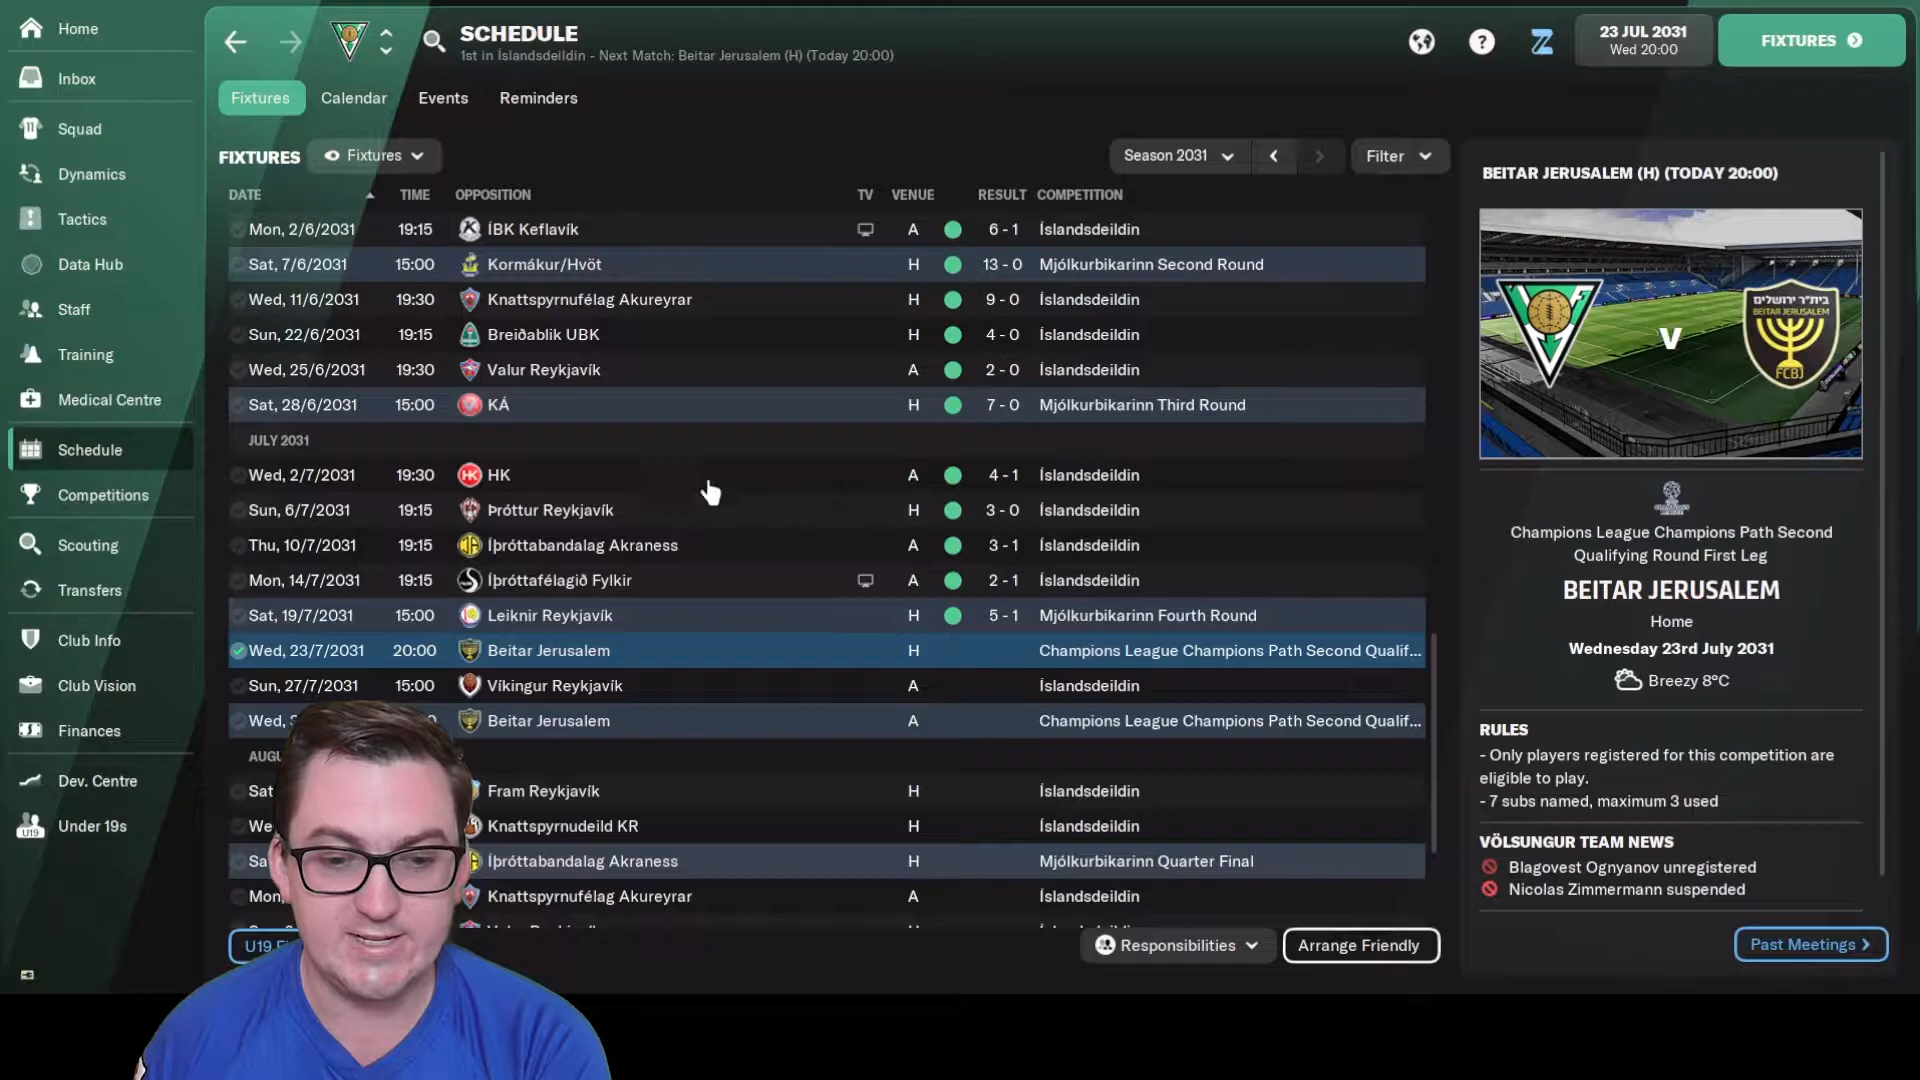 Home
Inbox
Squad
Dynamics
Tactics
Data Hub
Staff
Training
Medical Centre
Schedule
Competitions
Scouting
Transfers
Club Info
Club Vision
Finances
Dev. Centre
U19
Under 19s
SCHEDULE
1st in Íslandsdeildin - Next Match: Beitar Jerusalem (H) (Today 20:00)
23 JUL 2031
Wed 20:00
FIXTURES
Fixtures Calendar Events Reminders
FIXTURES Fixtures Season 2031 Filter
DATE TIME OPPOSITION TV VENUE RESULT COMPETITION
Mon, 2/6/2031 19:15 ÍBK Keflavík A 6 - 1 Íslandsdeildin
Sat, 7/6/2031 15:00 Kormákur/Hvöt H 13 - 0 Mjólkurbikarinn Second Round
Wed, 11/6/2031 19:30 Knattspyrnufélag Akureyrar H 9 - 0 Íslandsdeildin
Sun, 22/6/2031 19:15 Breiðablik UBK H 4 - 0 Íslandsdeildin
Wed, 25/6/2031 19:30 Valur Reykjavík A 2 - 0 Íslandsdeildin
Sat, 28/6/2031 15:00 KÁ H 7 - 0 Mjólkurbikarinn Third Round
JULY 2031
Wed, 2/7/2031 19:30 HK HK A 4 - 1 Íslandsdeildin
Sun, 6/7/2031 19:15 Þróttur Reykjavík H 3 - 0 Íslandsdeildin
Thu, 10/7/2031 19:15 Íþróttabandalag Akraness A 3 - 1 Íslandsdeildin
Mon, 14/7/2031 19:15 Íþróttafélagið Fylkir A 2 - 1 Íslandsdeildin
Sat, 19/7/2031 15:00 Leiknir Reykjavík H 5 - 1 Mjólkurbikarinn Fourth Round
Wed, 23/7/2031 20:00 Beitar Jerusalem H Champions League Champions Path Second Qualif...
Sun, 27/7/2031 15:00 Víkingur Reykjavík A Íslandsdeildin
Wed, Beitar Jerusalem A Champions League Champions Path Second Qualif...
AUGU
Sat Fram Reykjavík H Íslandsdeildin
We Knattspyrnudeild KR H Íslandsdeildin
Sa Íþróttabandalag Akraness H Mjólkurbikarinn Quarter Final
Mon, Knattspyrnufélag Akureyrar A Íslandsdeildin
U19 Responsibilities Arrange Friendly
BEITAR JERUSALEM (H) (TODAY 20:00)
V
בית"ר ירושלים
BEITAR JERUSALEM
FCBJ
Champions League Champions Path Second
Qualifying Round First Leg
BEITAR JERUSALEM
Home
Wednesday 23rd July 2031
Breezy 8°C
RULES
- Only players registered for this competition are
eligible to play.
- 7 subs named, maximum 3 used
VÖLSUNGUR TEAM NEWS
Blagovest Ognyanov unregistered
Nicolas Zimmermann suspended
Past Meetings